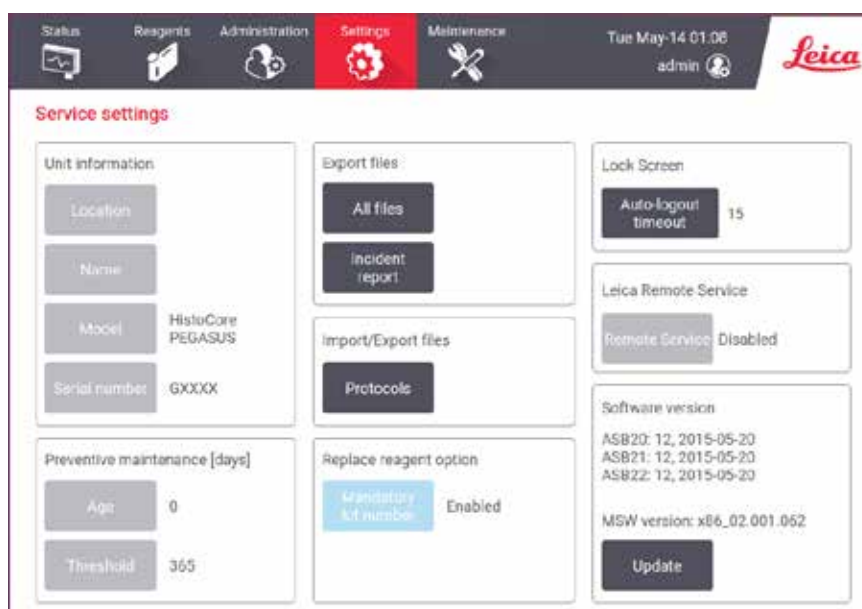 Status
Reagents
Administration
Settings
Maintenance
Tue May-14 01:08
admin
Leica
Service settings
Unit information
Location
Name
Model
HistoCore
PEGASUS
Serial number
GXXXX
Preventive maintenance [days]
Age
0
Threshold
365
Export files
All files
Incident
report
Import/Export files
Protocols
Replace reagent option
Mandatory
lot number
Enabled
Lock Screen
Auto-logout
timeout
15
Leica Remote Service
Remote Service
Disabled
Software version
ASB20: 12, 2015-05-20
ASB21: 12, 2015-05-20
ASB22: 12, 2015-05-20
MSW version: x86_02.001.062
Update